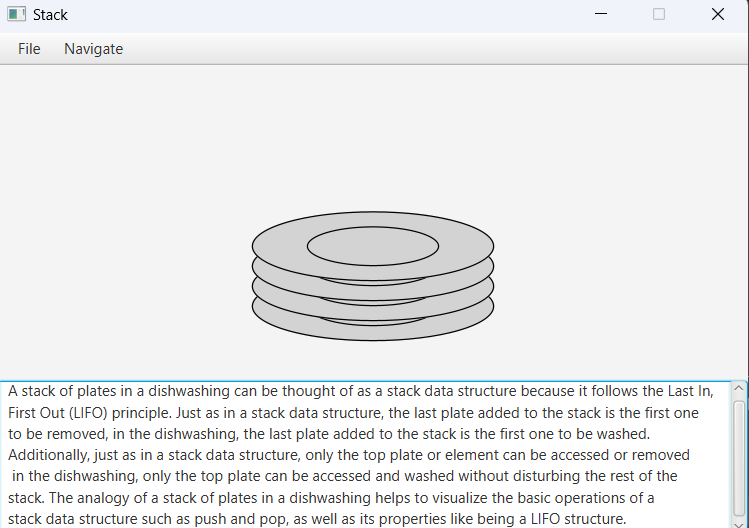 Stack
File Navigate
A stack of plates in a dishwashing can be thought of as a stack data structure because it follows the Last In,
First Out (LIFO) principle. Just as in a stack data structure, the last plate added to the stack is the first one
to be removed, in the dishwashing, the last plate added to the stack is the first one to be washed.
Additionally, just as in a stack data structure, only the top plate or element can be accessed or removed
in the dishwashing, only the top plate can be accessed and washed without disturbing the rest of the
stack. The analogy of a stack of plates in a dishwashing helps to visualize the basic operations of a
stack data structure such as push and pop, as well as its properties like being a LIFO structure.